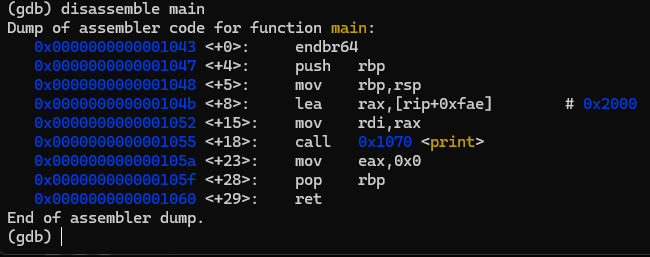 (gdb) disassemble main
Dump of assembler code for function main:
   0x0000000000001043 <+0>:     endbr64
   0x0000000000001047 <+4>:     push   rbp
   0x0000000000001048 <+5>:     mov    rbp,rsp
   0x000000000000104b <+8>:     lea    rax,[rip+0xfae]        # 0x2000
   0x0000000000001052 <+15>:    mov    rdi,rax
   0x0000000000001055 <+18>:    call   0x1070 <print>
   0x000000000000105a <+23>:    mov    eax,0x0
   0x000000000000105f <+28>:    pop    rbp
   0x0000000000001060 <+29>:    ret
End of assembler dump.
(gdb)